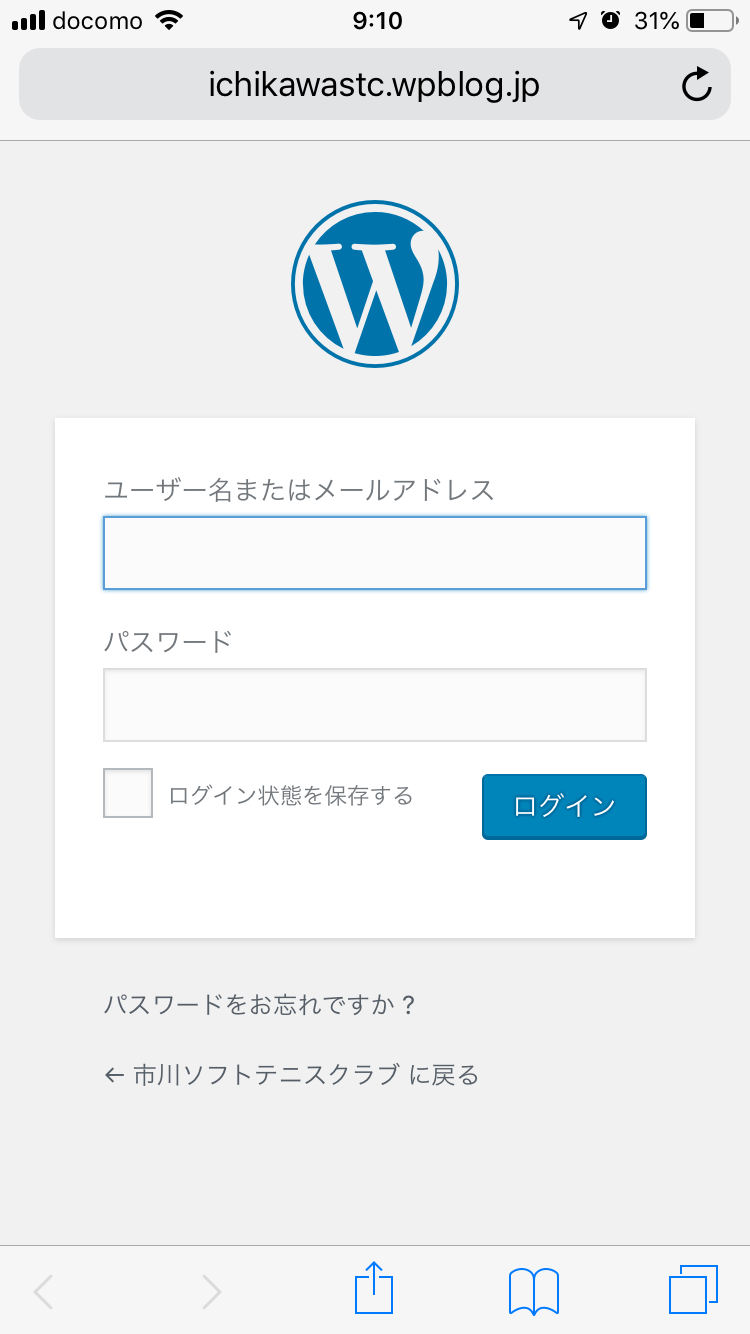 docomo 9:10 31%
ichikawastc.wpblog.jp
ユーザー名またはメールアドレス
パスワード
ログイン状態を保存する ログイン
パスワードをお忘れですか ?
← 市川ソフトテニスクラブ に戻る